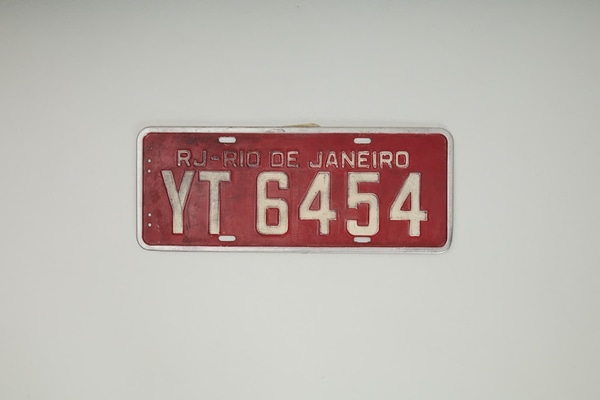 RJ-RIO DE JANEIRO
YT 6454